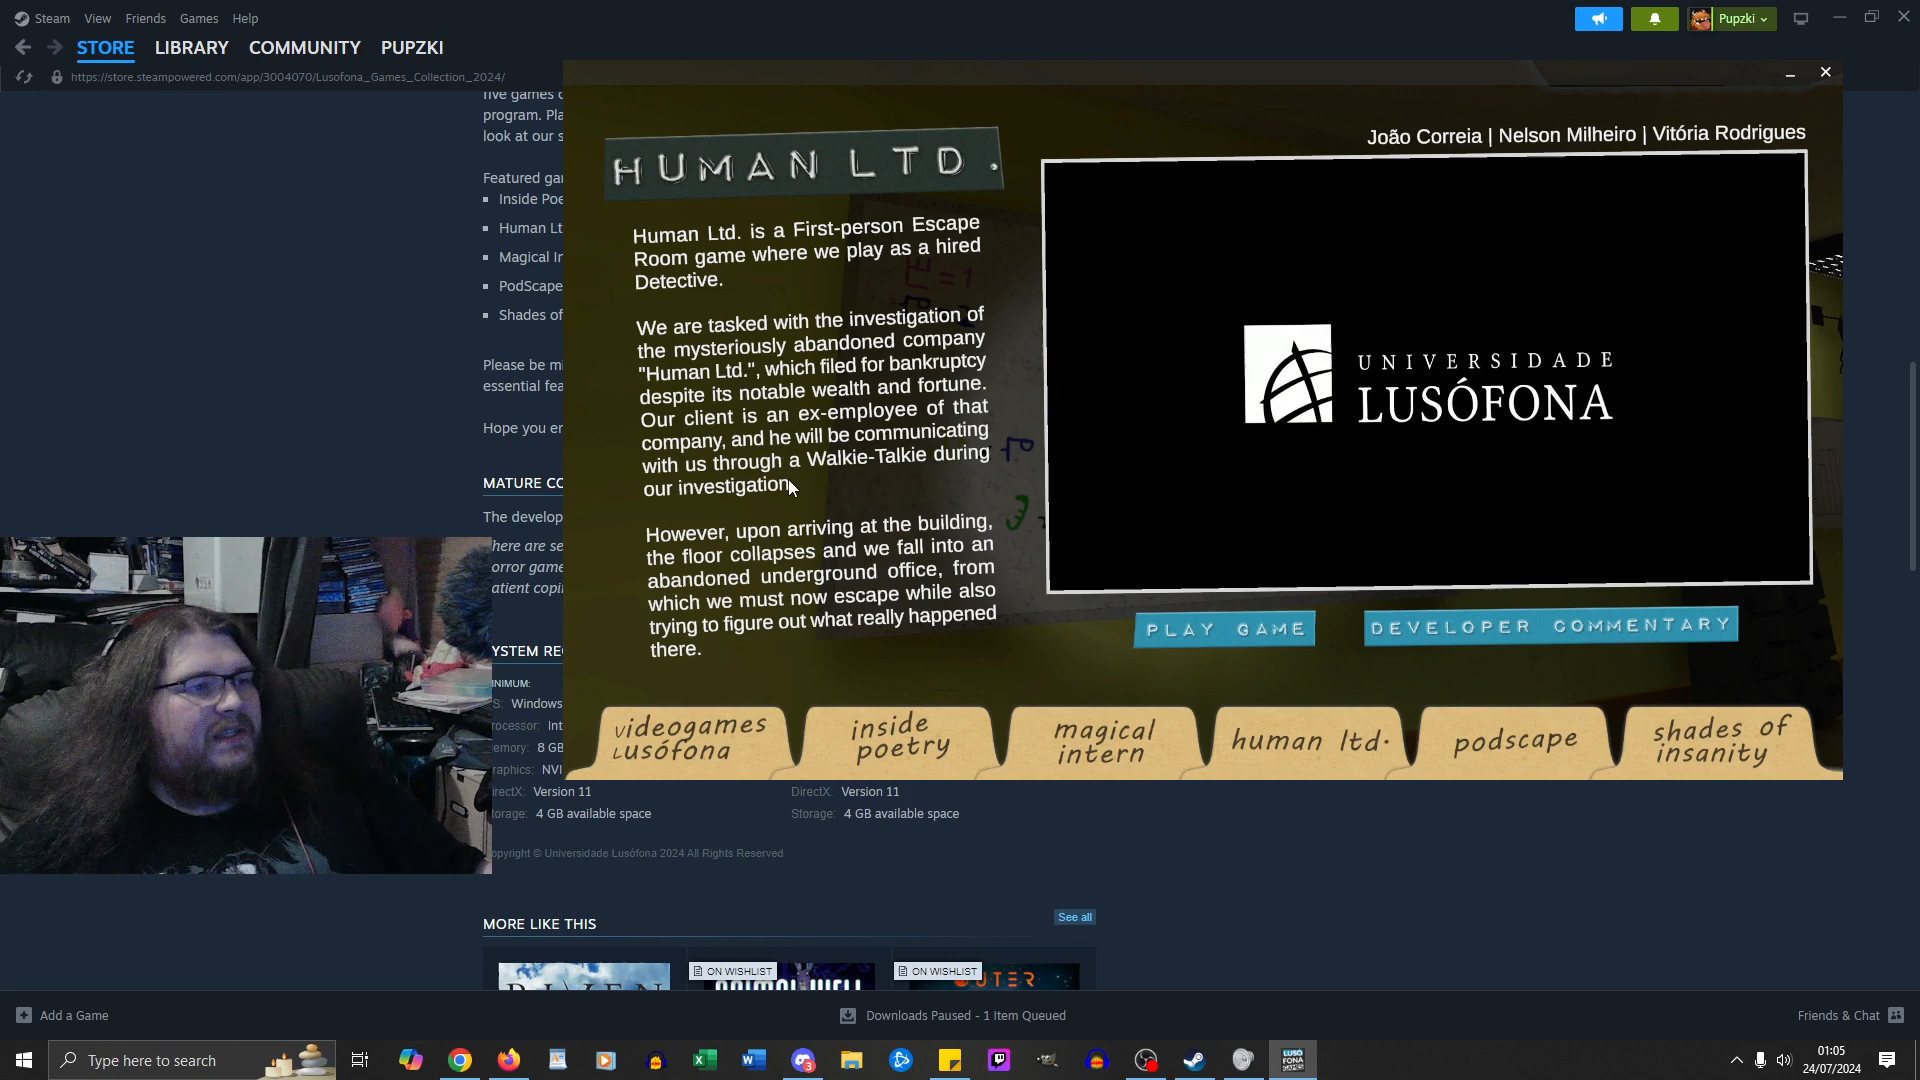 Steam View Friends Games Help
Pupzki
STORE LIBRARY COMMUNITY PUPZKI
https://store.steampowered.com/app/3004070/Lusofona_Games_Collection_2024/
five games
program. Pla
look at our s
Featured ga
Inside Poe
Human Lt
Magical In
PodScape
Shades of
Please be mi
essential fea
Hope you en
MATURE CO
The develop
here are se
orror game
atient copi
YSTEM RE
INIMUM:
S: Windows
rocessor: Int
emory: 8 GB
raphics: NVI
irectX: Version 11
DirectX: Version 11
torage: 4 GB available space
Storage: 4 GB available space
opyright © Universidade Lusófona 2024 All Rights Reserved
MORE LIKE THIS
See all
ON WISHLIST
ON WISHLIST
HUMAN LTD.
João Correia | Nelson Milheiro | Vitória Rodrigues
Human Ltd. is a First-person Escape
Room game where we play as a hired
Detective.
We are tasked with the investigation of
the mysteriously abandoned company
"Human Ltd.", which filed for bankruptcy
despite its notable wealth and fortune.
Our client is an ex-employee of that
company, and he will be communicating
with us through a Walkie-Talkie during
our investigation.
However, upon arriving at the building,
the floor collapses and we fall into an
abandoned underground office, from
which we must now escape while also
trying to figure out what really happened
there.
UNIVERSIDADE
LUSÓFONA
PLAY GAME
DEVELOPER COMMENTARY
videogames
Lusófona
inside
poetry
magical
intern
human ltd.
podscape
shades of
insanity
Add a Game
Downloads Paused - 1 Item Queued
Friends & Chat
Type here to search
01:05
24/07/2024